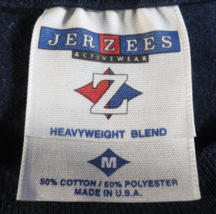 JERZEES
ACTIVEWEAR
Z
HEAVYWEIGHT BLEND
M
50% COTTON / 50% POLYESTER
MADE IN U.S.A.